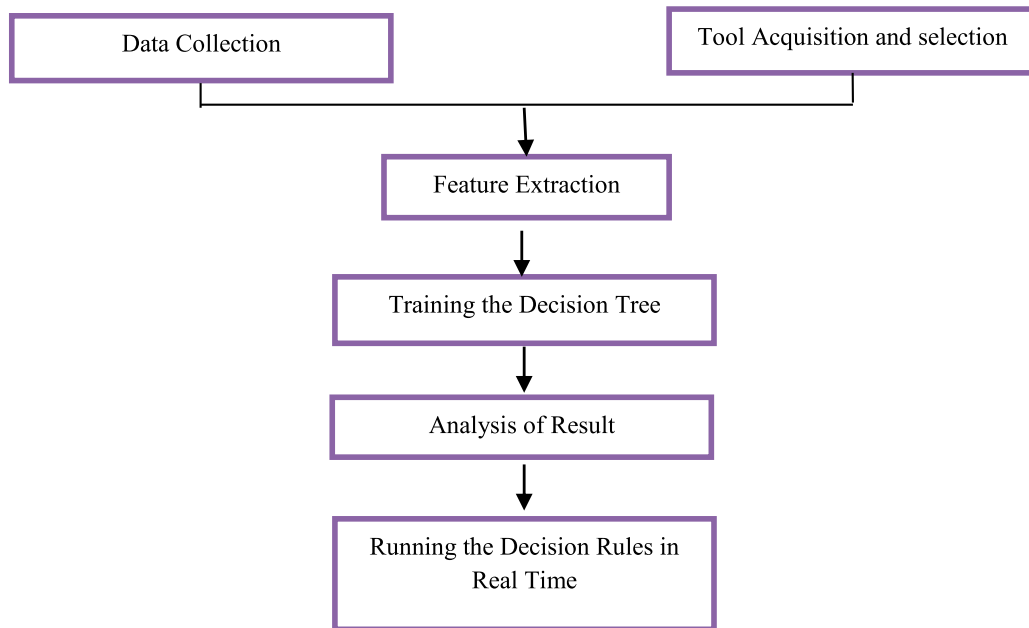 Data Collection
Tool Acquisition and selection
Feature Extraction
Training the Decision Tree
Analysis of Result
Running the Decision Rules in
Real Time